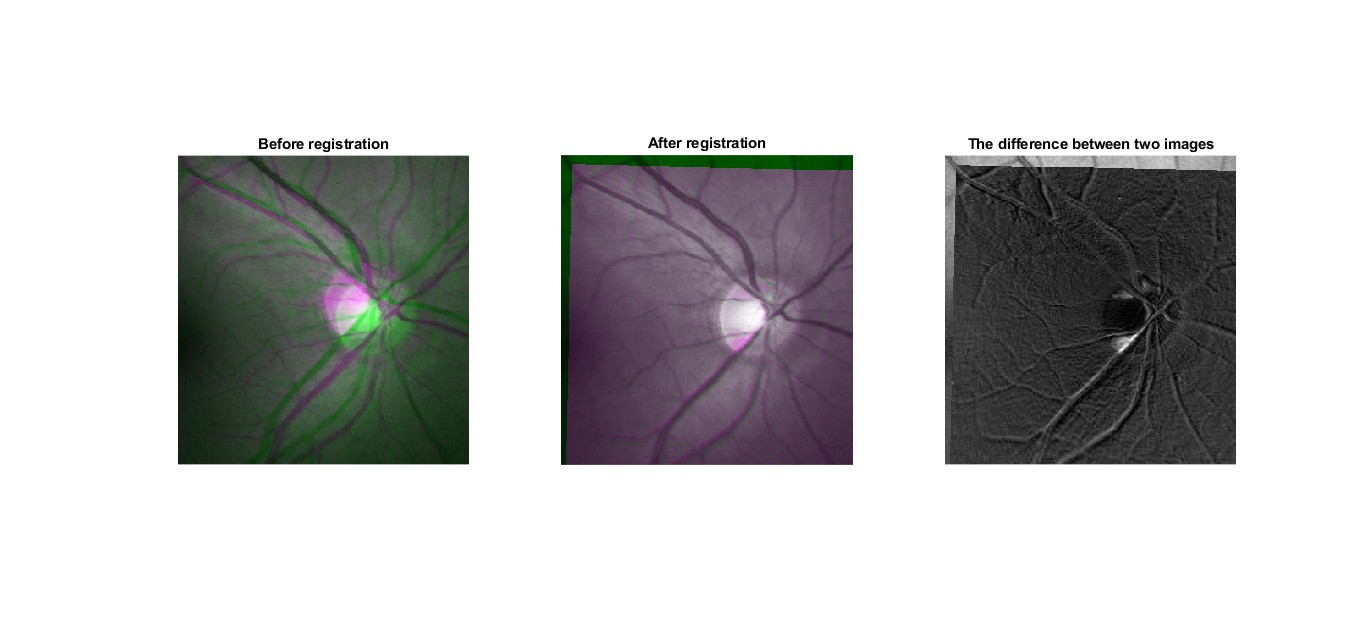 Before registration
After registration
The difference between two images